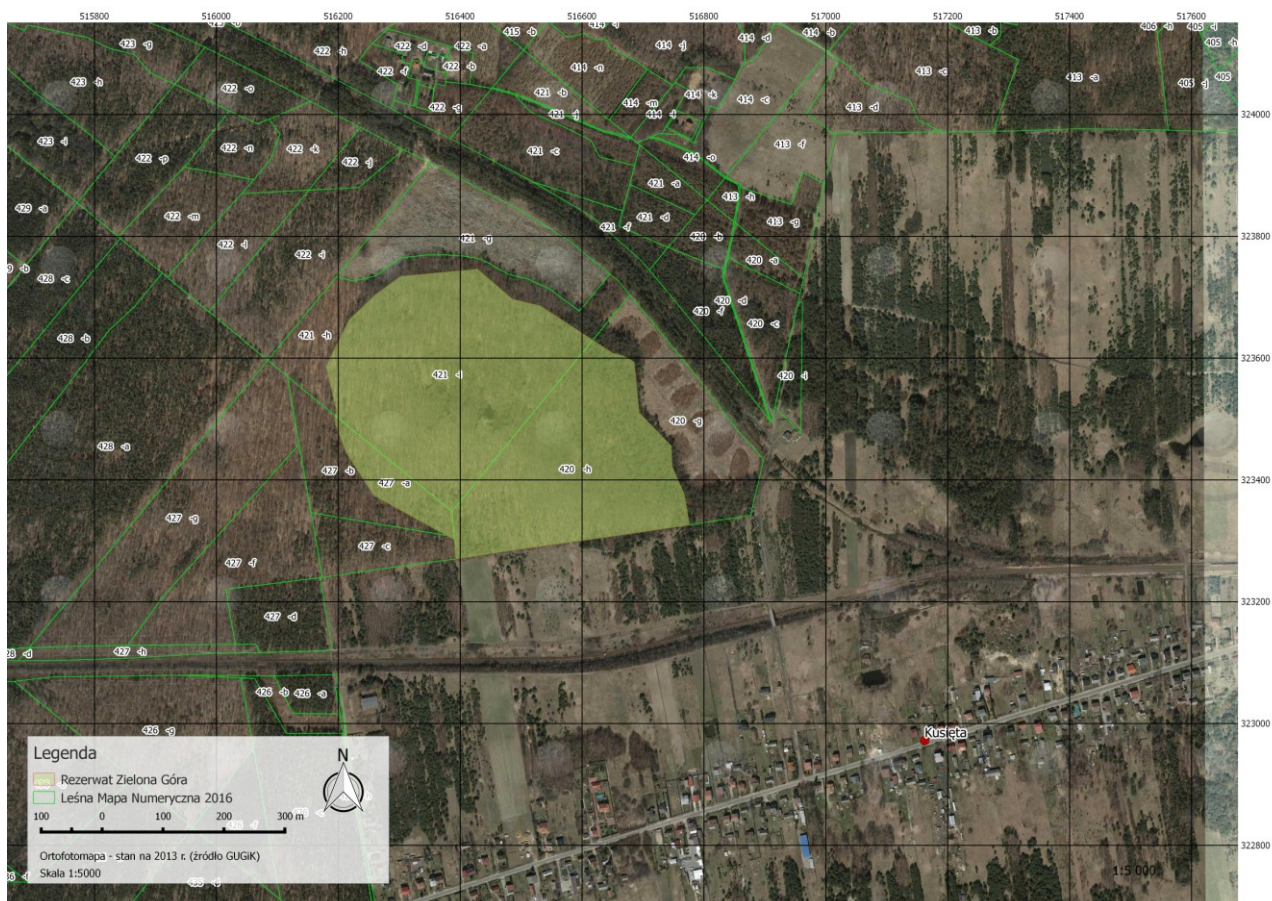 515800 516000 516200 516400 516600 516800 517000 517200 517400 517600
423 -g
422 -h
422 -d
422 -a
415 -b
414 -j
414 -d
414 -b
413 -b
405 -h
423 -h
422 -o
422 -f
422 -b
422 -g
414 -n
421 -b
421 -j
414 -m
414 -k
414 -i
414 -c
413 -d
413 -c
413 -a
405 -j
324000
423 -i
422 -p
422 -n
422 -k
422 -j
421 -c
414 -o
413 -f
429 -a
422 -m
422 -l
422 -i
421 -a
421 -d
421 -f
413 -h
413 -g
323800
428 -c
421 -g
420 -b
420 -a
420 -d
420 -f
420 -c
428 -b
421 -h
421 -i
420 -i
323600
428 -a
420 -g
427 -b
427 -a
420 -h
323400
427 -g
427 -c
427 -f
323200
427 -d
427 -h
426 -b
426 -a
426 -g
323000
Kusięta
Legenda
Rezerwat Zielona Góra
Leśna Mapa Numeryczna 2016
N
100 0 100 200 300 m
Ortofotomapa - stan na 2013 r. (źródło GUGiK)
Skala 1:5000
322800
1:5 000